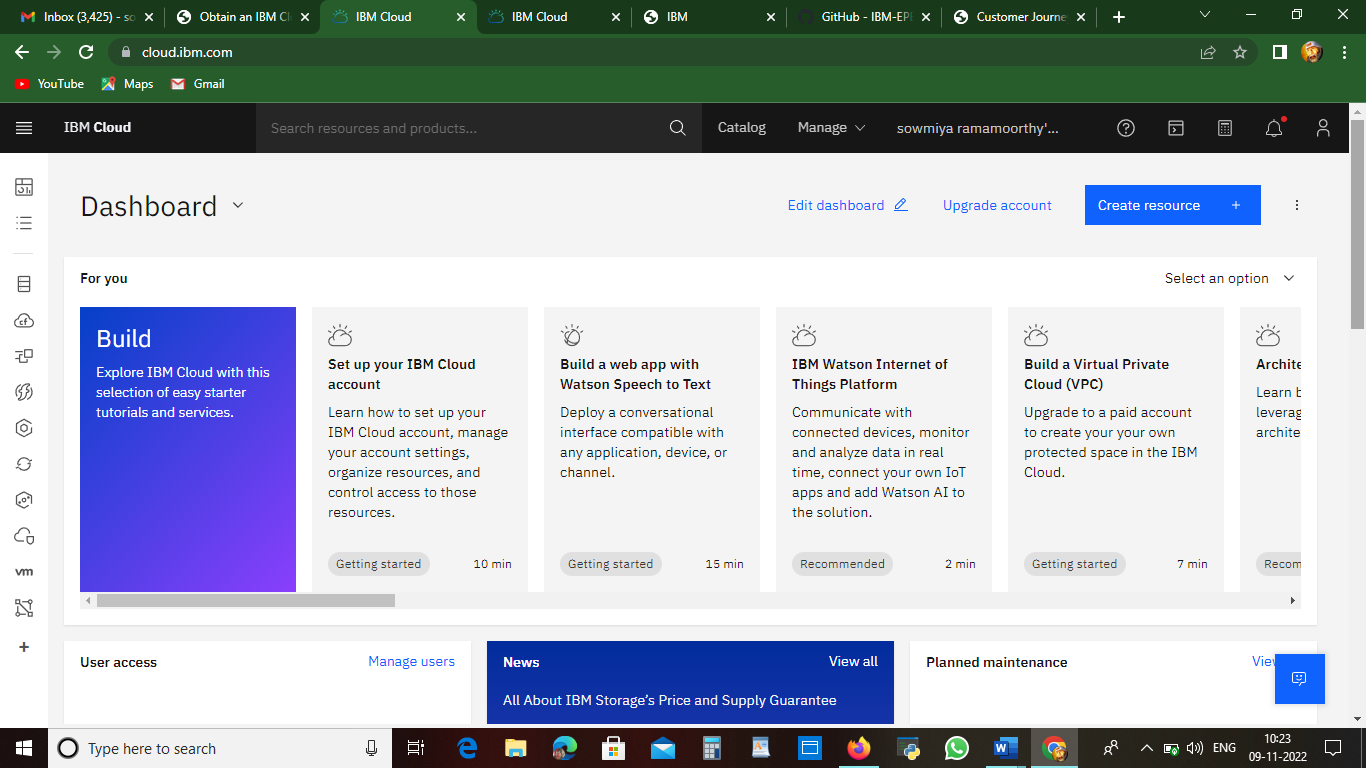 Inbox (3,425) - so
Obtain an IBM Cl
IBM Cloud
IBM Cloud
IBM
GitHub - IBM-EP
Customer Journe
cloud.ibm.com
YouTube
Maps
Gmail
IBM Cloud
Search resources and products...
Catalog
Manage
sowmiya ramamoorthy'...
Dashboard
Edit dashboard
Upgrade account
Create resource +
For you
Select an option
Build
Explore IBM Cloud with this
selection of easy starter
tutorials and services.
Set up your IBM Cloud
account
Learn how to set up your
IBM Cloud account, manage
your account settings,
organize resources, and
control access to those
resources.
Getting started 10 min
Build a web app with
Watson Speech to Text
Deploy a conversational
interface compatible with
any application, device, or
channel.
Getting started 15 min
IBM Watson Internet of
Things Platform
Communicate with
connected devices, monitor
and analyze data in real
time, connect your own IoT
apps and add Watson AI to
the solution.
Recommended 2 min
Build a Virtual Private
Cloud (VPC)
Upgrade to a paid account
to create your your own
protected space in the IBM
Cloud.
Getting started 7 min
Archite
Learn b
leverag
archite
Recom
vm
User access
Manage users
News
View all
All About IBM Storage's Price and Supply Guarantee
Planned maintenance
View
Type here to search
ENG
10:23
09-11-2022